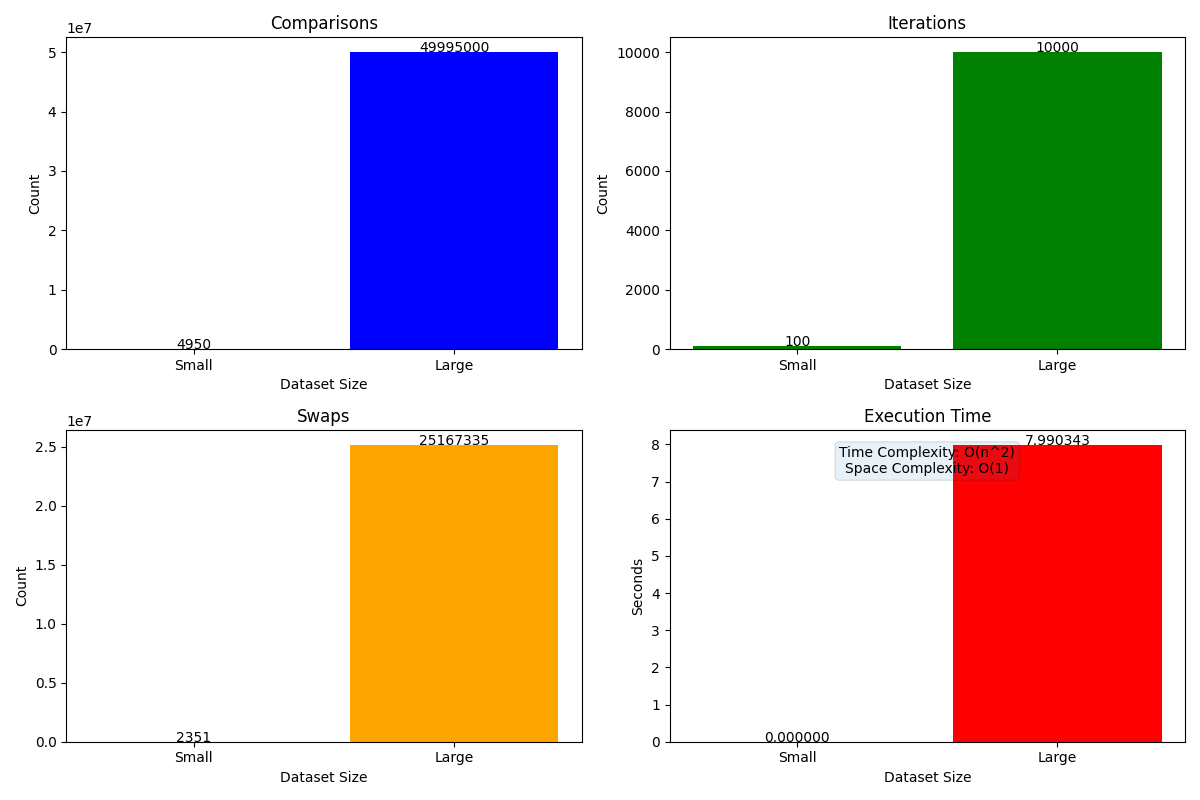 Comparisons
1e7
5
4
3
2
1
0
Count
49995000
4950
Small
Large
Dataset Size
Iterations
10000
8000
6000
4000
2000
0
Count
10000
100
Small
Large
Dataset Size
Swaps
1e7
2.5
2.0
1.5
1.0
0.5
0.0
Count
25167335
2351
Small
Large
Dataset Size
Execution Time
8
7
6
5
4
3
2
1
0
Seconds
7.990343
Time Complexity: O(n^2)
Space Complexity: O(1)
0.000000
Small
Large
Dataset Size